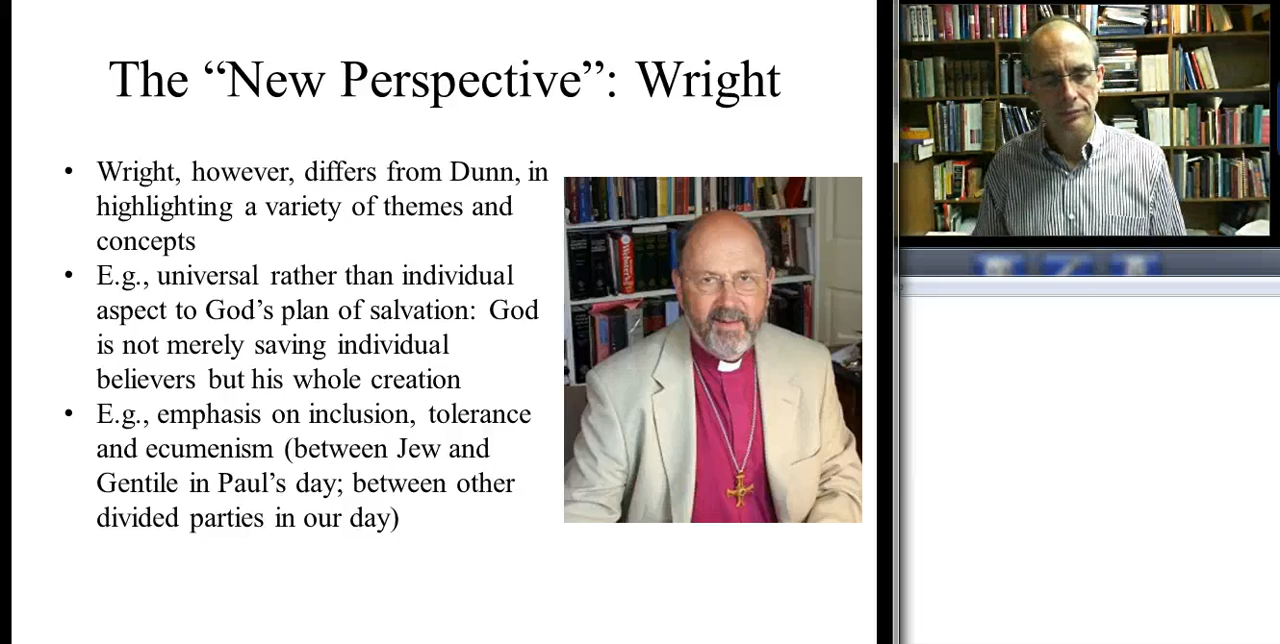 The “New Perspective”: Wright
• Wright, however, differs from Dunn, in
highlighting a variety of themes and
concepts
• E.g., universal rather than individual
aspect to God’s plan of salvation: God
is not merely saving individual
believers but his whole creation
• E.g., emphasis on inclusion, tolerance
and ecumenism (between Jew and
Gentile in Paul’s day; between other
divided parties in our day)
Webster's